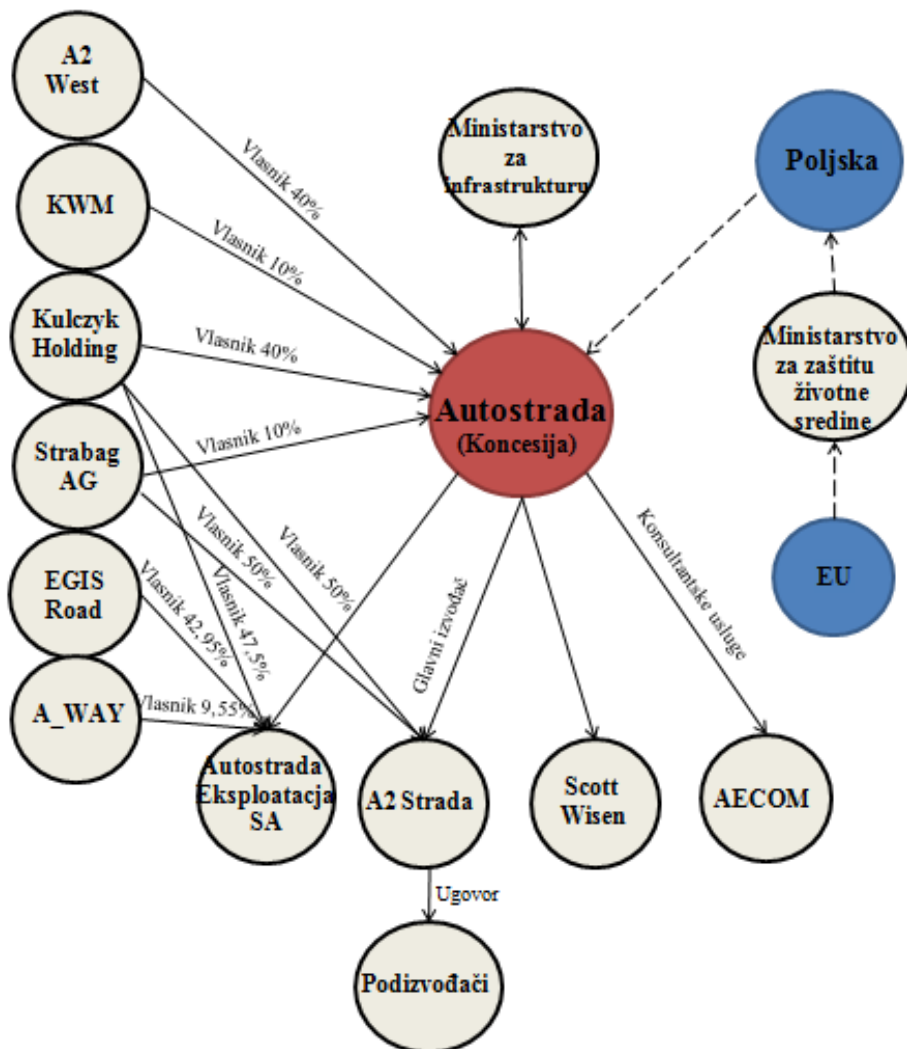 A2
West
KWM
Kulczyk
Holding
Strabag
AG
EGIS
Road
A_WAY
Vlasnik 40%
Vlasnik 10%
Vlasnik 40%
Vlasnik 10%
Vlasnik 50%
Vlasnik 50%
Vlasnik 42,95%
Vlasnik 47,5%
Vlasnik 9,55%
Ministarstvo
za
infrastrukturu
Autostrada
(Koncesija)
Poljska
Ministarstvo
za zaštitu
životne
sredine
EU
Glavni izvođač
Konsultantske usluge
Autostrada
Eksploatacja
SA
A2 Strada
Scott
Wisen
AECOM
Ugovor
Podizvođači